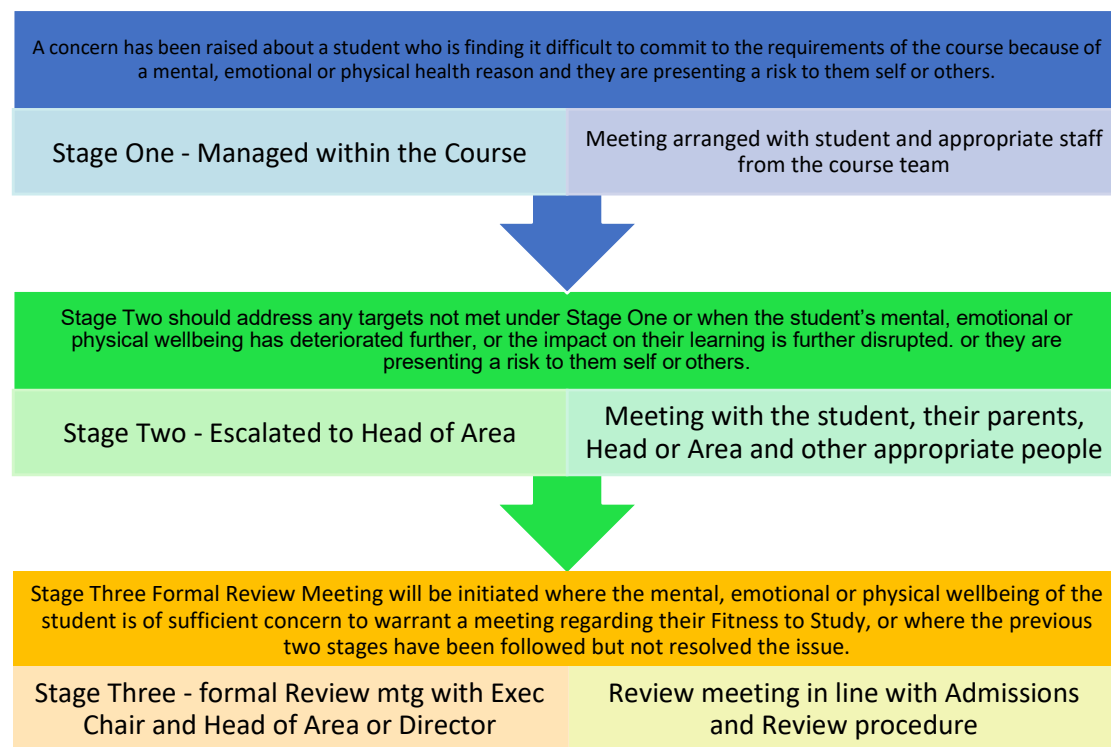 A concern has been raised about a student who is finding it difficult to commit to the requirements of the course because of
a mental, emotional or physical health reason and they are presenting a risk to them self or others.
Stage One - Managed within the Course
Meeting arranged with student and appropriate staff
from the course team
Stage Two should address any targets not met under Stage One or when the student’s mental, emotional or
physical wellbeing has deteriorated further, or the impact on their learning is further disrupted. or they are
presenting a risk to them self or others.
Stage Two - Escalated to Head of Area
Meeting with the student, their parents,
Head or Area and other appropriate people
Stage Three Formal Review Meeting will be initiated where the mental, emotional or physical wellbeing of the
student is of sufficient concern to warrant a meeting regarding their Fitness to Study, or where the previous
two stages have been followed but not resolved the issue.
Stage Three - formal Review mtg with Exec
Chair and Head of Area or Director
Review meeting in line with Admissions
and Review procedure